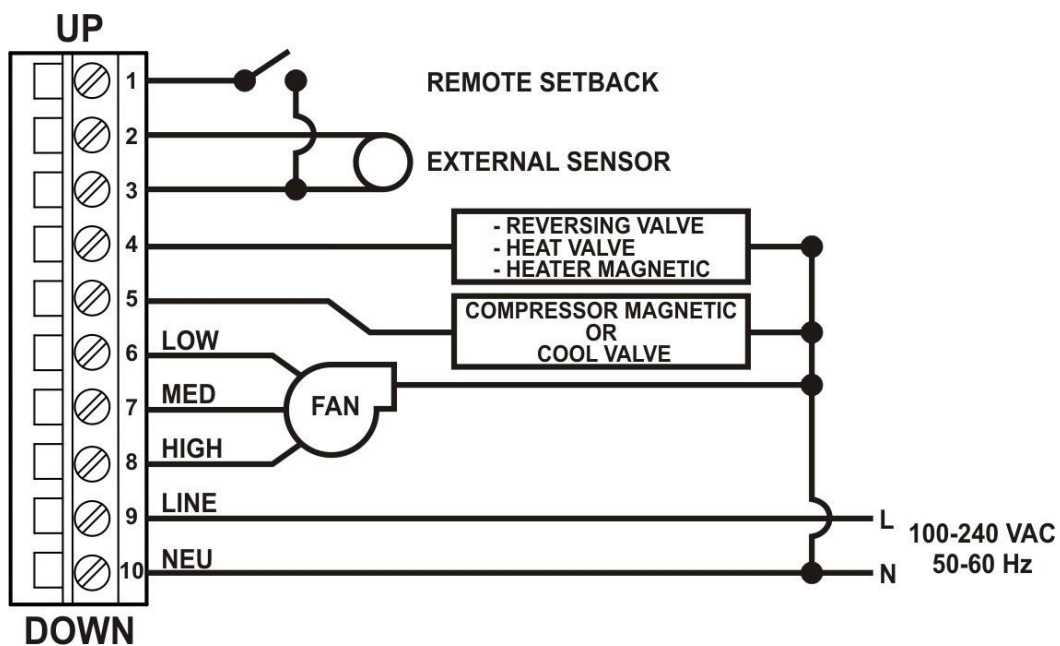 UP
1
REMOTE SETBACK
2
EXTERNAL SENSOR
3
4
- REVERSING VALVE
- HEAT VALVE
- HEATER MAGNETIC
5
COMPRESSOR MAGNETIC
OR
COOL VALVE
6
LOW
7
MED
FAN
8
HIGH
9
LINE
L
100-240 VAC
50-60 Hz
10
NEU
N
DOWN